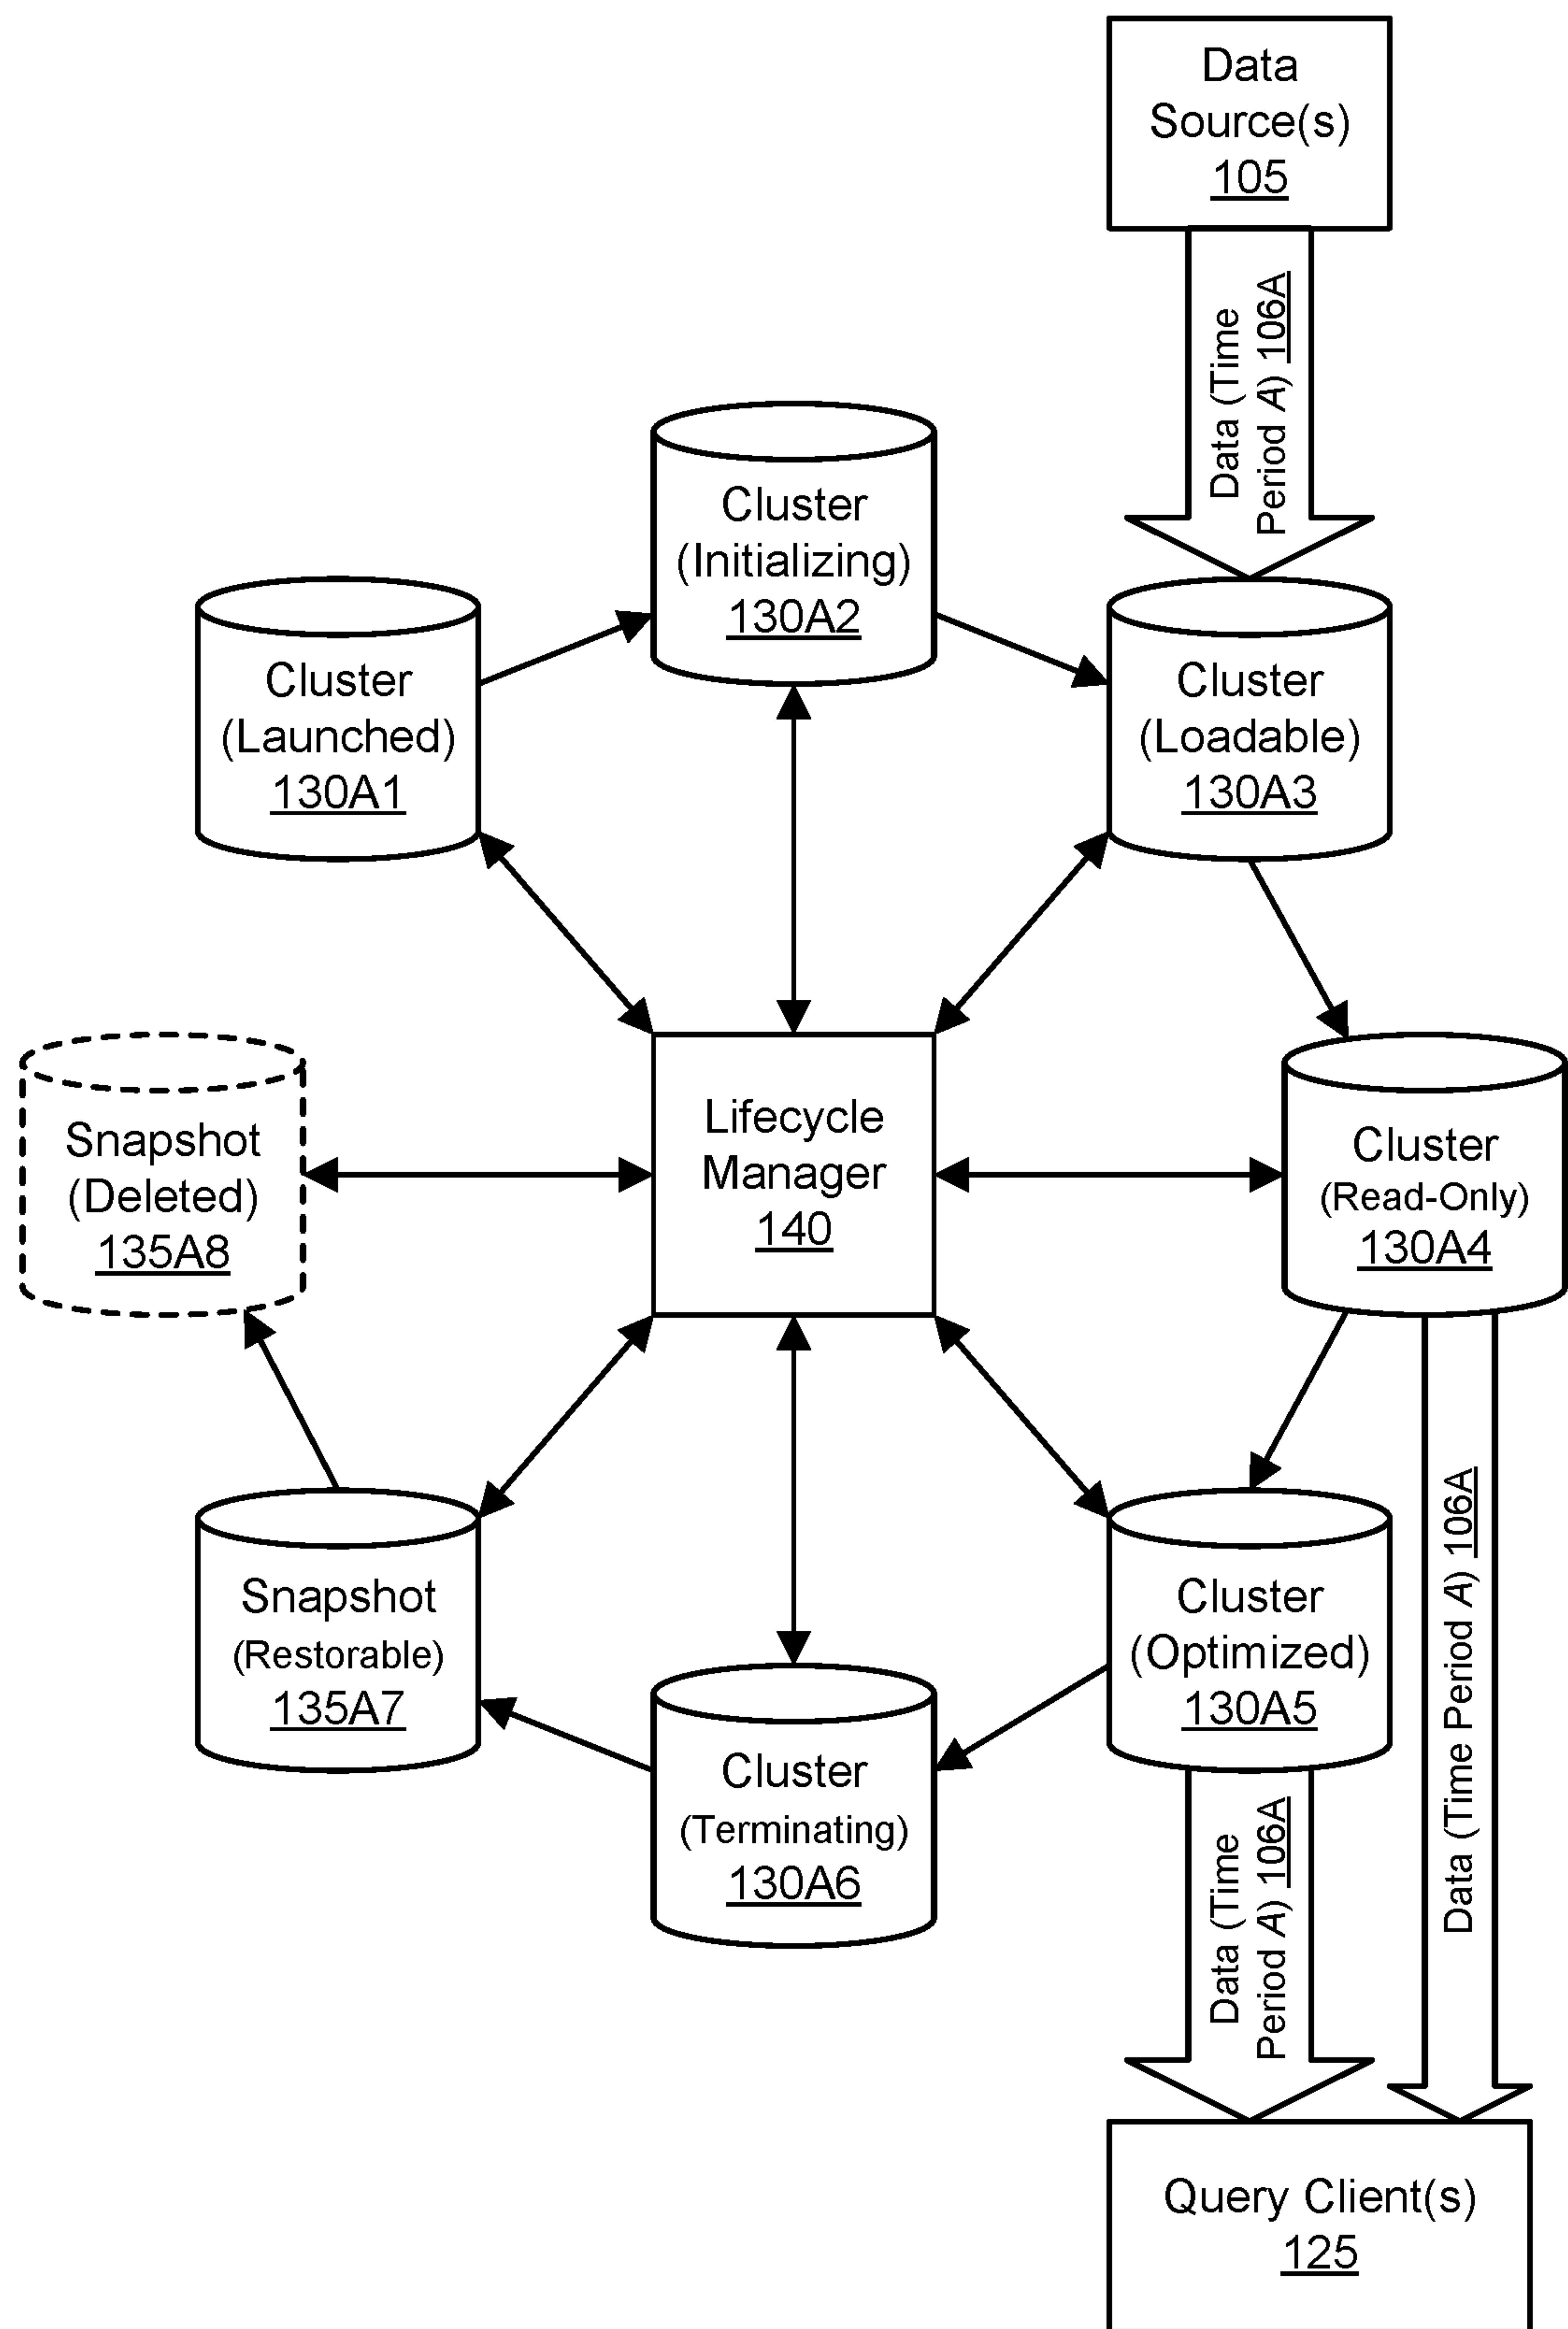 Data
Source(s)
105
Data (Time
Period A) 106A
Cluster
(Initializing)
130A2
Cluster
(Launched)
130A1
Cluster
(Loadable)
130A3
Snapshot
(Deleted)
135A8
Lifecycle
Manager
140
Cluster
(Read-Only)
130A4
Snapshot
(Restorable)
135A7
Cluster
(Optimized)
130A5
Cluster
(Terminating)
130A6
Data (Time
Period A) 106A
Data (Time Period A) 106A
Query Client(s)
125